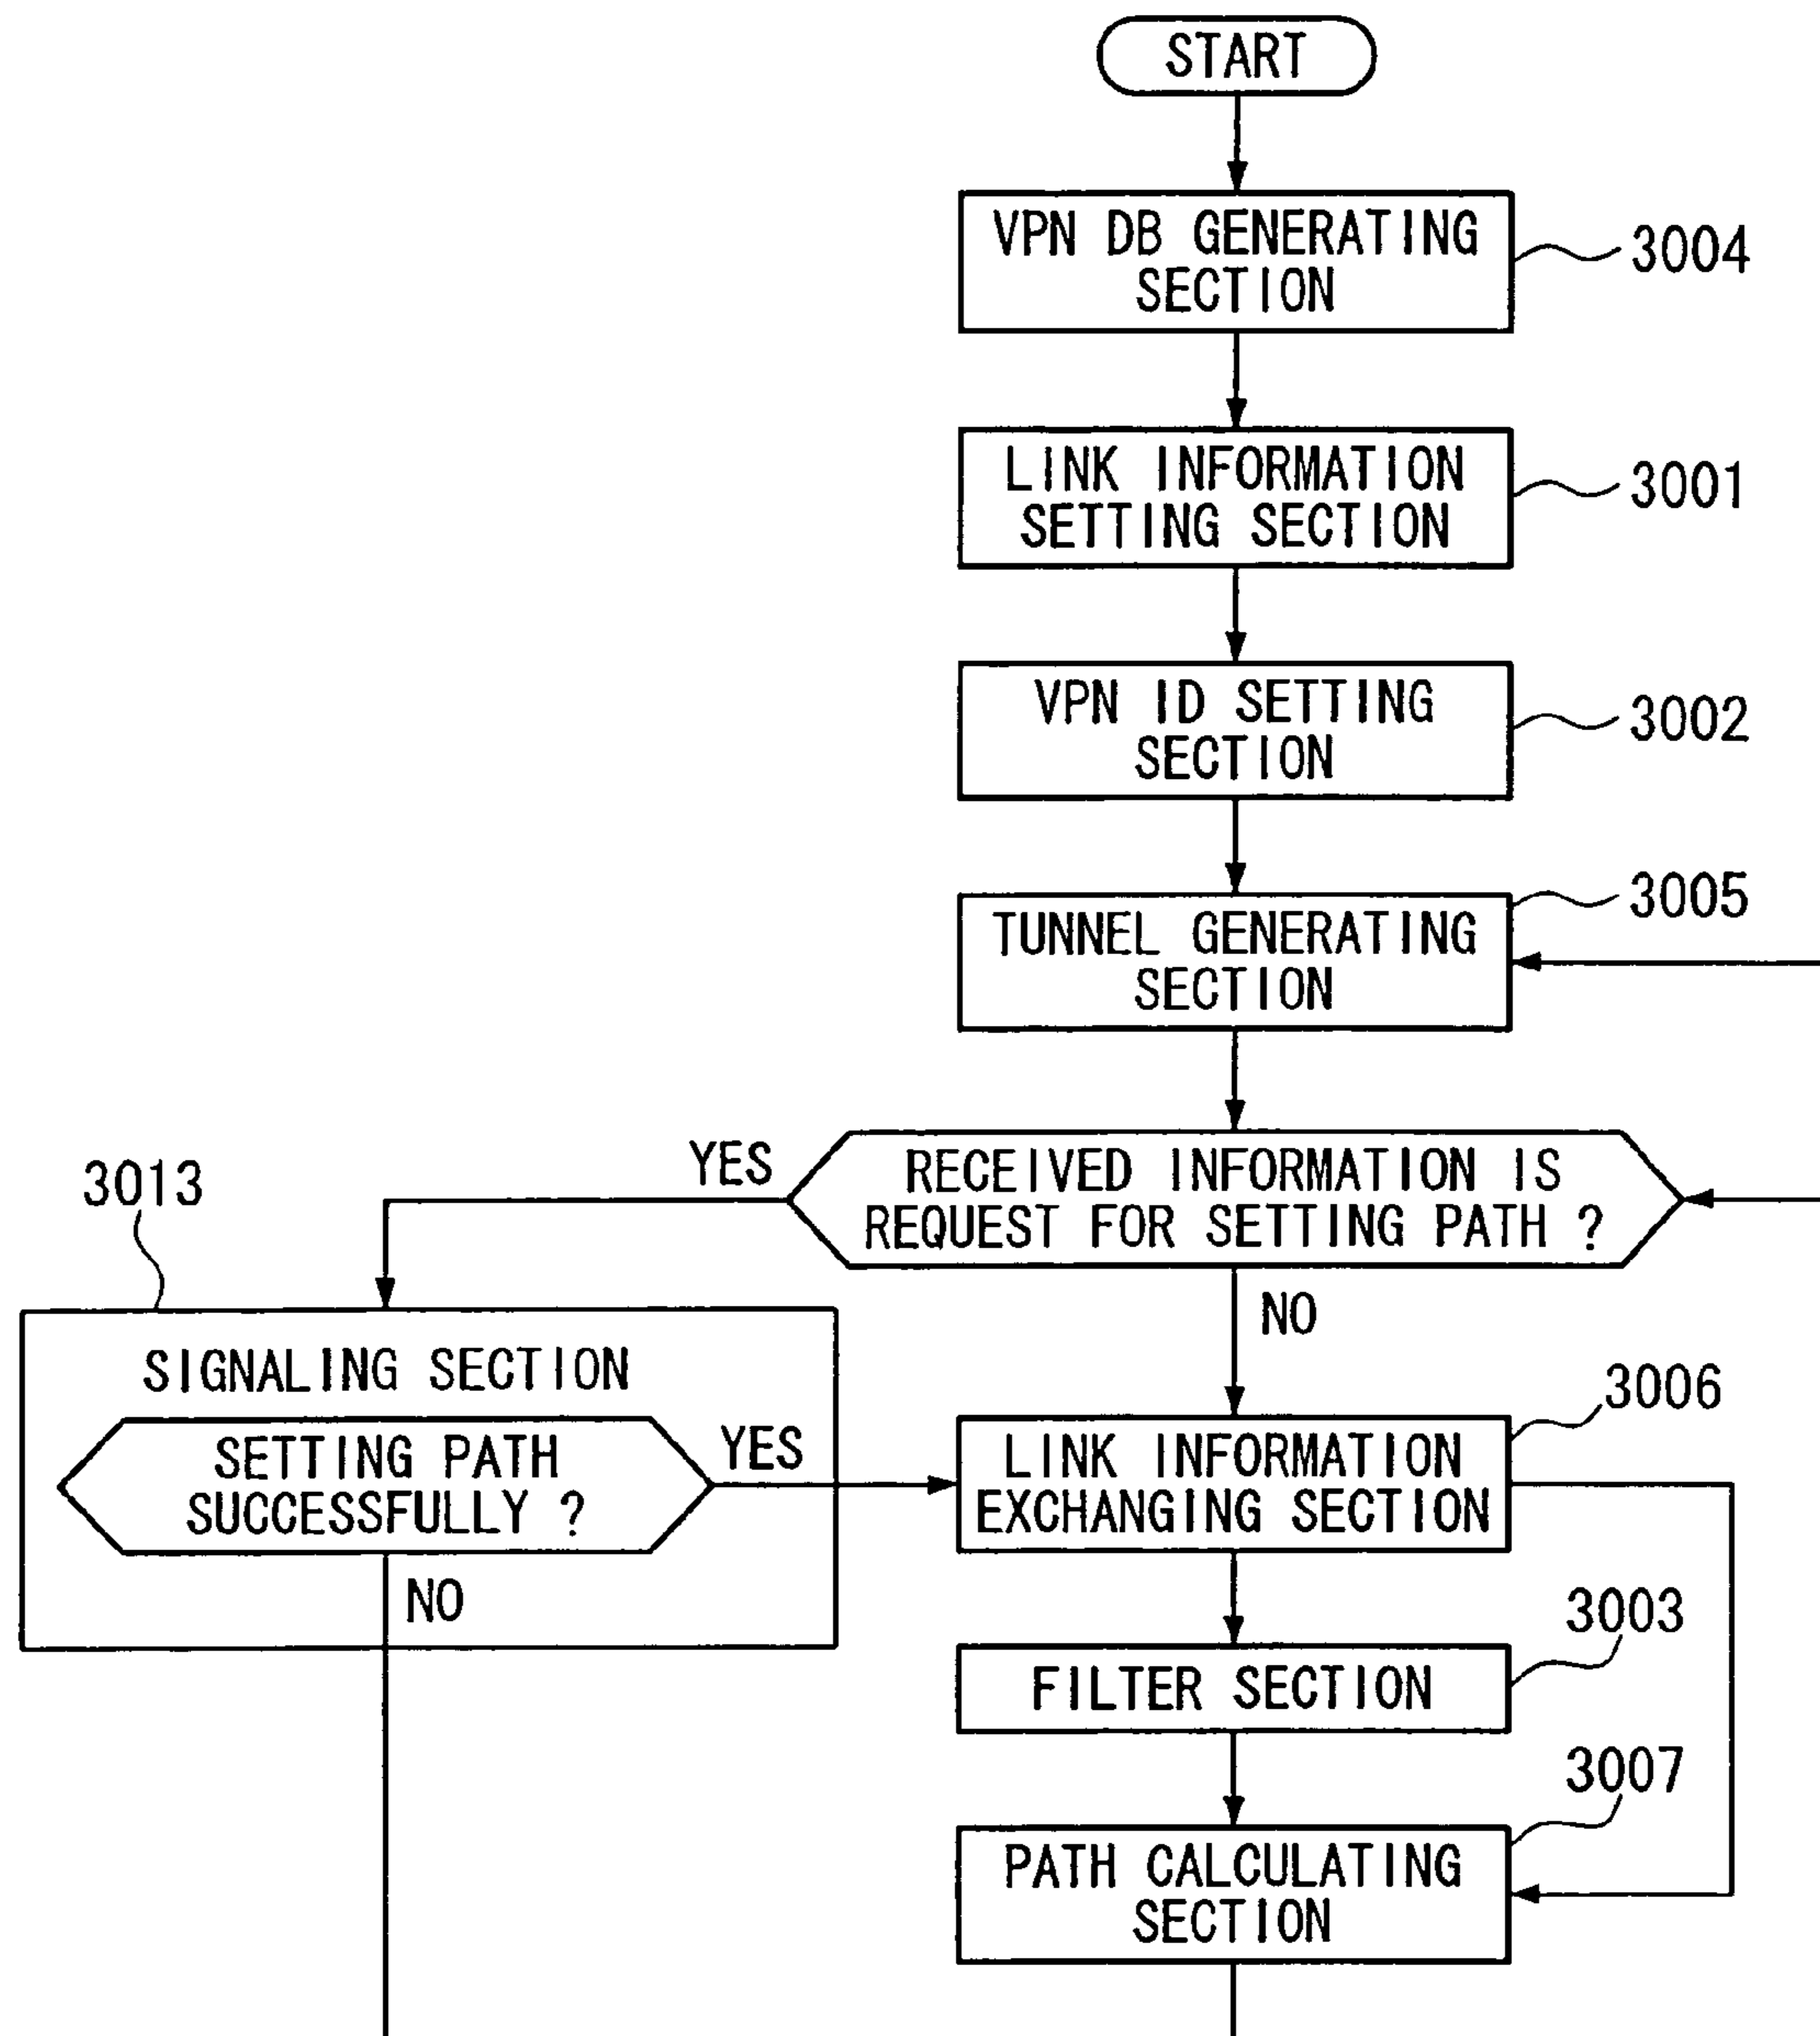 START
VPN DB GENERATING
SECTION
3004
LINK INFORMATION
SETTING SECTION
3001
VPN ID SETTING
SECTION
3002
TUNNEL GENERATING
SECTION
3005
RECEIVED INFORMATION IS
REQUEST FOR SETTING PATH ?
YES
NO
3013
SIGNALING SECTION
SETTING PATH
SUCCESSFULLY ?
YES
NO
LINK INFORMATION
EXCHANGING SECTION
3006
FILTER SECTION
3003
PATH CALCULATING
SECTION
3007